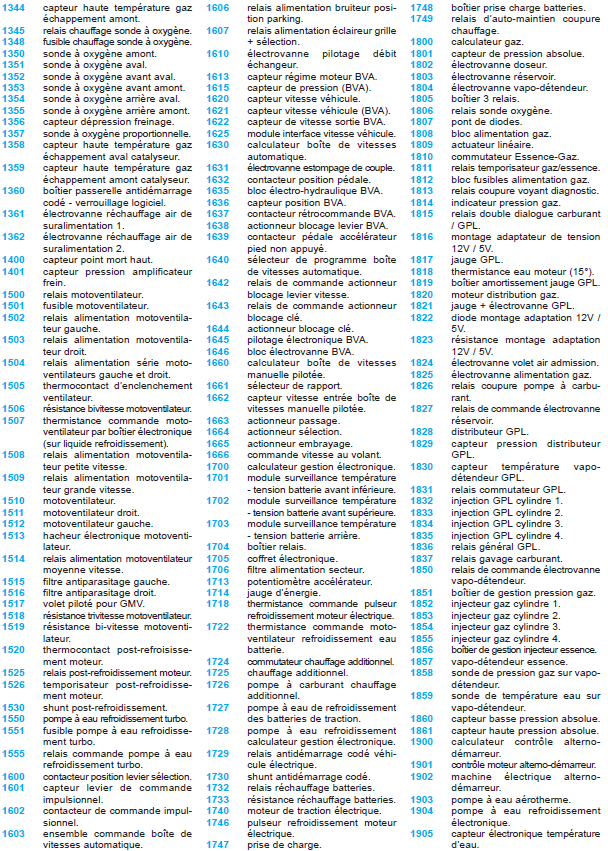 1344 capteur haute température gaz
échappement amont.
1345 relais chauffage sonde à oxygène.
1348 fusible chauffage sonde à oxygène.
1350 sonde à oxygène amont.
1351 sonde à oxygène aval.
1352 sonde à oxygène avant aval.
1353 sonde à oxygène avant amont.
1354 sonde à oxygène arrière aval.
1355 sonde à oxygène arrière amont.
1356 capteur dépression freinage.
1357 sonde à oxygène proportionnelle.
1358 capteur haute température gaz
échappement aval catalyseur.
1359 capteur haute température gaz
échappement amont catalyseur.
1360 boîtier passerelle antidémarrage
codé - verrouillage logiciel.
1361 électrovanne réchauffage air de
suralimentation 1.
1362 électrovanne réchauffage air de
suralimentation 2.
1400 capteur point mort haut.
1401 capteur pression amplificateur
frein.
1500 relais motoventilateur.
1501 fusible motoventilateur.
1502 relais alimentation motoventila-
teur gauche.
1503 relais alimentation motoventila-
teur droit.
1504 relais alimentation série moto-
ventilateurs gauche et droit.
1505 thermocontact d'enclenchement
ventilateur.
1506 résistance bivitesse motoventilateur.
1507 thermistance commande moto-
ventilateur par boîtier électronique
(sur liquide refroidissement).
1508 relais alimentation motoventila-
teur petite vitesse.
1509 relais alimentation motoventila-
teur grande vitesse.
1510 motoventilateur.
1511 motoventilateur droit.
1512 motoventilateur gauche.
1513 hacheur électronique motoventi-
lateur.
1514 relais alimentation motoventilateur
moyenne vitesse.
1515 filtre antiparasitage gauche.
1516 filtre antiparasitage droit.
1517 volet piloté pour GMV.
1518 résistance trivitesse motoventilateur.
1519 résistance bi-vitesse motoventi-
lateur.
1520 thermocontact post-refroidisse-
ment moteur.
1525 relais post-refroidissement moteur.
1526 temporisateur post-refroidisse-
ment moteur.
1530 shunt post-refroidissement.
1550 pompe à eau refroidissement turbo.
1551 fusible pompe à eau refroidisse-
ment turbo.
1555 relais commande pompe à eau
refroidissement turbo.
1600 contacteur position levier sélection.
1601 capteur levier de commande
impulsionnel.
1602 contacteur de commande impul-
sionnel.
1603 ensemble commande boîte de
vitesses automatique.
1606 relais alimentation bruiteur posi-
tion parking.
1607 relais alimentation éclaireur grille
+ sélection.
1610 électrovanne pilotage débit
échangeur.
1613 capteur régime moteur BVA.
1615 capteur de pression (BVA).
1620 capteur vitesse véhicule.
1621 capteur vitesse véhicule (BVA).
1622 capteur de vitesse sortie BVA.
1625 module interface vitesse véhicule.
1630 calculateur boîte de vitesses
automatique.
1631 électrovanne estompage de couple.
1632 contacteur position pédale.
1635 bloc électro-hydraulique BVA.
1636 capteur position BVA.
1637 contacteur rétrocommande BVA.
1638 actionneur blocage levier BVA.
1639 contacteur pédale accélérateur
pied non appuyé.
1640 sélecteur de programme boîte
de vitesses automatique.
1642 relais de commande actionneur
blocage levier vitesse.
1643 relais de commande actionneur
blocage clé.
1644 actionneur blocage clé.
1645 pilotage électronique BVA.
1646 bloc électrovanne BVA.
1660 calculateur boîte de vitesses
manuelle pilotée.
1661 sélecteur de rapport.
1662 capteur vitesse entrée boîte de
vitesses manuelle pilotée.
1663 actionneur passage.
1664 actionneur sélection.
1665 actionneur embrayage.
1666 commande vitesse au volant.
1700 calculateur gestion électronique.
1701 module surveillance température
- tension batterie avant inférieure.
1702 module surveillance température
- tension batterie avant supérieure.
1703 module surveillance température
- tension batterie arrière.
1704 boîtier relais.
1705 coffret électronique.
1706 filtre alimentation secteur.
1713 potentiomètre accélérateur.
1714 jauge d'énergie.
1718 thermistance commande pulseur
refroidissement moteur électrique.
1722 thermistance commande moto-
ventilateur refroidissement eau
batterie.
1724 commutateur chauffage additionnel.
1725 chauffage additionnel.
1726 pompe à carburant chauffage
additionnel.
1727 pompe à eau de refroidissement
des batteries de traction.
1728 pompe à eau refroidissement
calculateur gestion électronique.
1729 relais antidémarrage codé véhi-
cule électrique.
1730 shunt antidémarrage codé.
1732 relais réchauffage batteries.
1733 résistance réchauffage batteries.
1740 moteur de traction électrique.
1746 pulseur refroidissement moteur
électrique.
1747 prise de charge.
1748 boîtier prise charge batteries.
1749 relais d'auto-maintien coupure
chauffage.
1800 calculateur gaz.
1801 capteur de pression absolue.
1802 électrovanne doseur.
1803 électrovanne réservoir.
1804 électrovanne vapo-détendeur.
1805 boîtier 3 relais.
1806 relais sonde oxygène.
1807 pont de diodes.
1808 bloc alimentation gaz.
1809 actuateur linéaire.
1810 commutateur Essence-Gaz.
1811 relais temporisateur gaz/essence.
1812 bloc fusibles alimentation gaz.
1813 relais coupure voyant diagnostic.
1814 indicateur pression gaz.
1815 relais double dialogue carburant
/ GPL.
1816 montage adaptateur de tension
12V / 5V.
1817 jauge GPL.
1818 thermistance eau moteur (15°).
1819 boîtier amortissement jauge GPL.
1820 moteur distribution gaz.
1821 jauge + électrovanne GPL.
1822 diode montage adaptation 12V /
5V.
1823 résistance montage adaptation
12V / 5V.
1824 électrovanne volet air admission.
1825 électrovanne alimentation gaz.
1826 relais coupure pompe à carbu-
rant.
1827 relais de commande électrovanne
réservoir.
1828 distributeur GPL.
1829 capteur pression distributeur
GPL.
1830 capteur température vapo-
détendeur GPL.
1831 relais commutateur GPL.
1832 injection GPL cylindre 1.
1833 injection GPL cylindre 2.
1834 injection GPL cylindre 3.
1835 injection GPL cylindre 4.
1836 relais général GPL.
1837 relais gavage carburant.
1850 relais de commande électrovanne
vapo-détendeur.
1851 boîtier de gestion pression gaz.
1852 injecteur gaz cylindre 1.
1853 injecteur gaz cylindre 2.
1854 injecteur gaz cylindre 3.
1855 injecteur gaz cylindre 4.
1856 boîtier de gestion injecteur essence.
1857 vapo-détendeur essence.
1858 sonde de pression gaz sur vapo-
détendeur.
1859 sonde de température eau sur
vapo-détendeur.
1860 capteur basse pression absolue.
1861 capteur haute pression absolue.
1900 calculateur contrôle alterno-
démarreur.
1901 contrôle moteur alterno-démarreur.
1902 machine électrique alterno-
démarreur.
1903 pompe à eau aérotherme.
1904 pompe à eau refroidissement
électronique.
1905 capteur électronique température
d'eau.